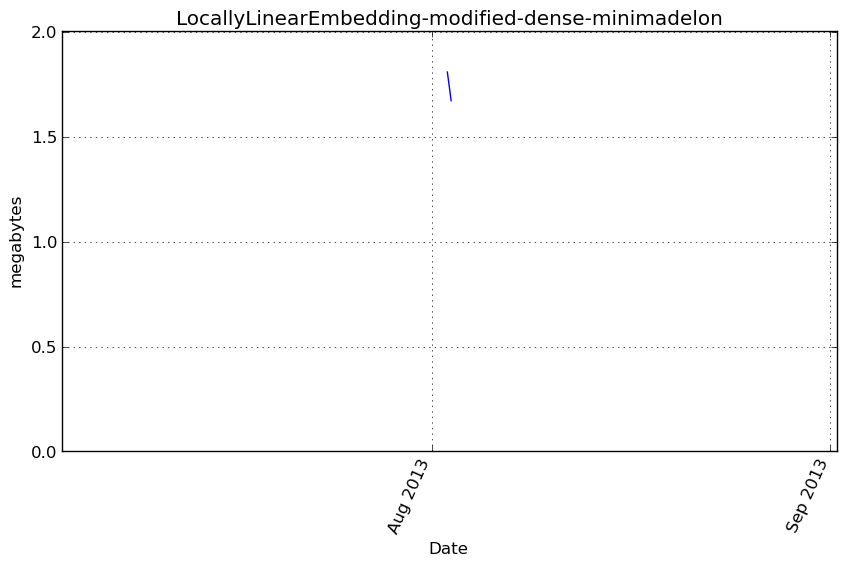 LocallyLinearEmbedding-modified-dense-minimadelon
2.0
1.5
1.0
0.5
0.0
megabytes
Aug 2013
Sep 2013
Date